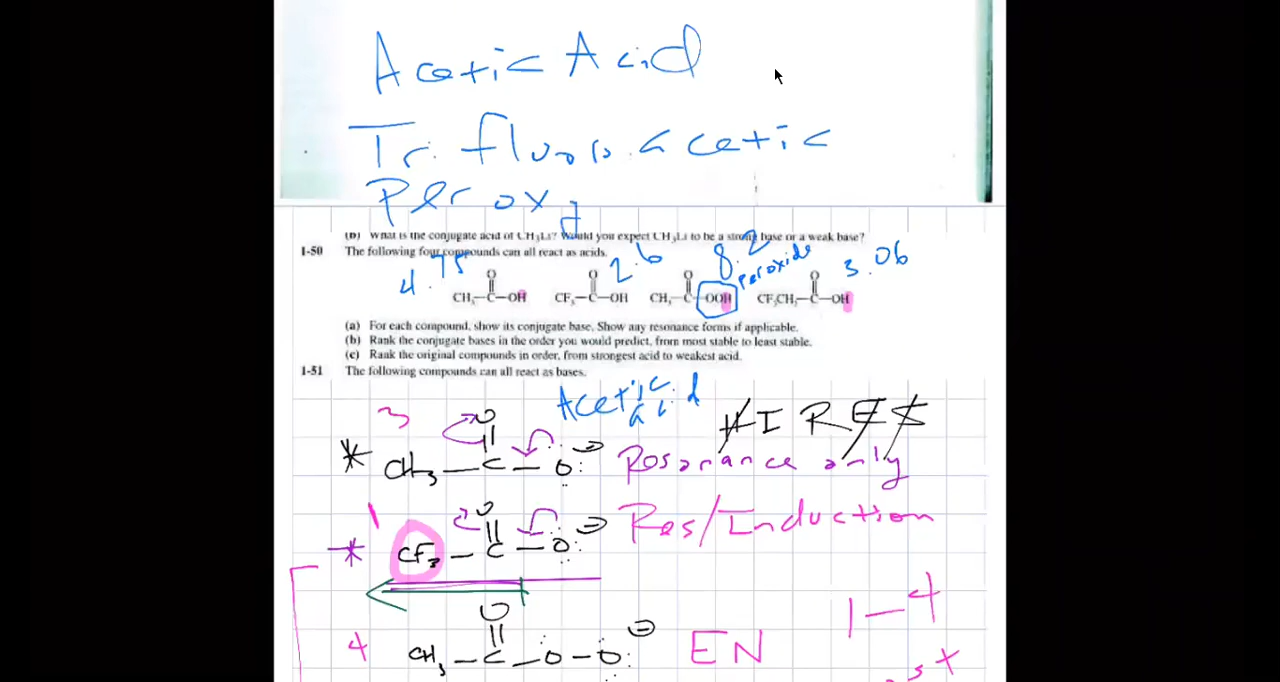 Acetic Acid
Trifluoroacetic
Peroxy
(b) What is the conjugate acid of CH3Li? Would you expect CH3Li to be a strong base or a weak base?
1-50 The following four compounds can all react as acids.
4.75 2.6 8.2 peroxide 3.06
O O O O
CH3—C—OH CF3—C—OH CH3—C—OOH CF3CH2—C—OH
(a) For each compound, show its conjugate base. Show any resonance forms if applicable.
(b) Rank the conjugate bases in the order you would predict, from most stable to least stable.
(c) Rank the original compounds in order, from strongest acid to weakest acid.
1-51 The following compounds can all react as bases.
Acetic acid
3 O
* CH3—C—O:⊖ Resonance only
1 O
* CF3—C—O:⊖ Res/Induction
1-4
O
4 CH3—C—O—O:⊖ EN